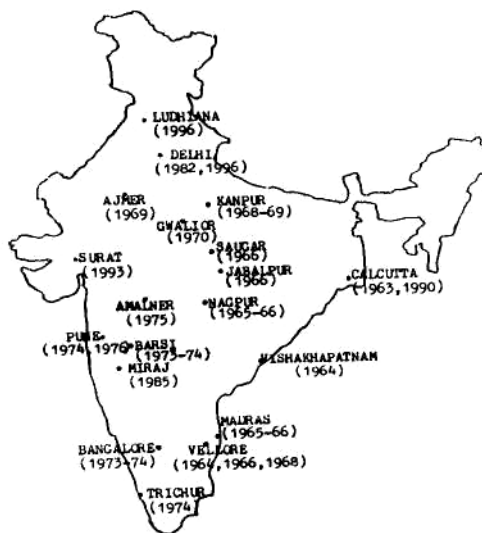 LUDHIANA
(1996)
DELHI
(1982,1996)
AJMER
(1969)
KANPUR
(1968-69)
GWALIOR
(1970)
SAUGAR
(1966)
SURAT
(1993)
JABALPUR
(1966)
CALCUTTA
(1963,1990)
AMALNER
(1975)
NAGPUR
(1965-66)
PUNE
(1974,1976)
BARSI
(1973-74)
VISHAKHAPATNAM
(1964)
MIRAJ
(1985)
MADRAS
(1965-66)
BANGALORE
(1973-74)
VELLORE
(1964,1966,1968)
TRICHUR
(1974)